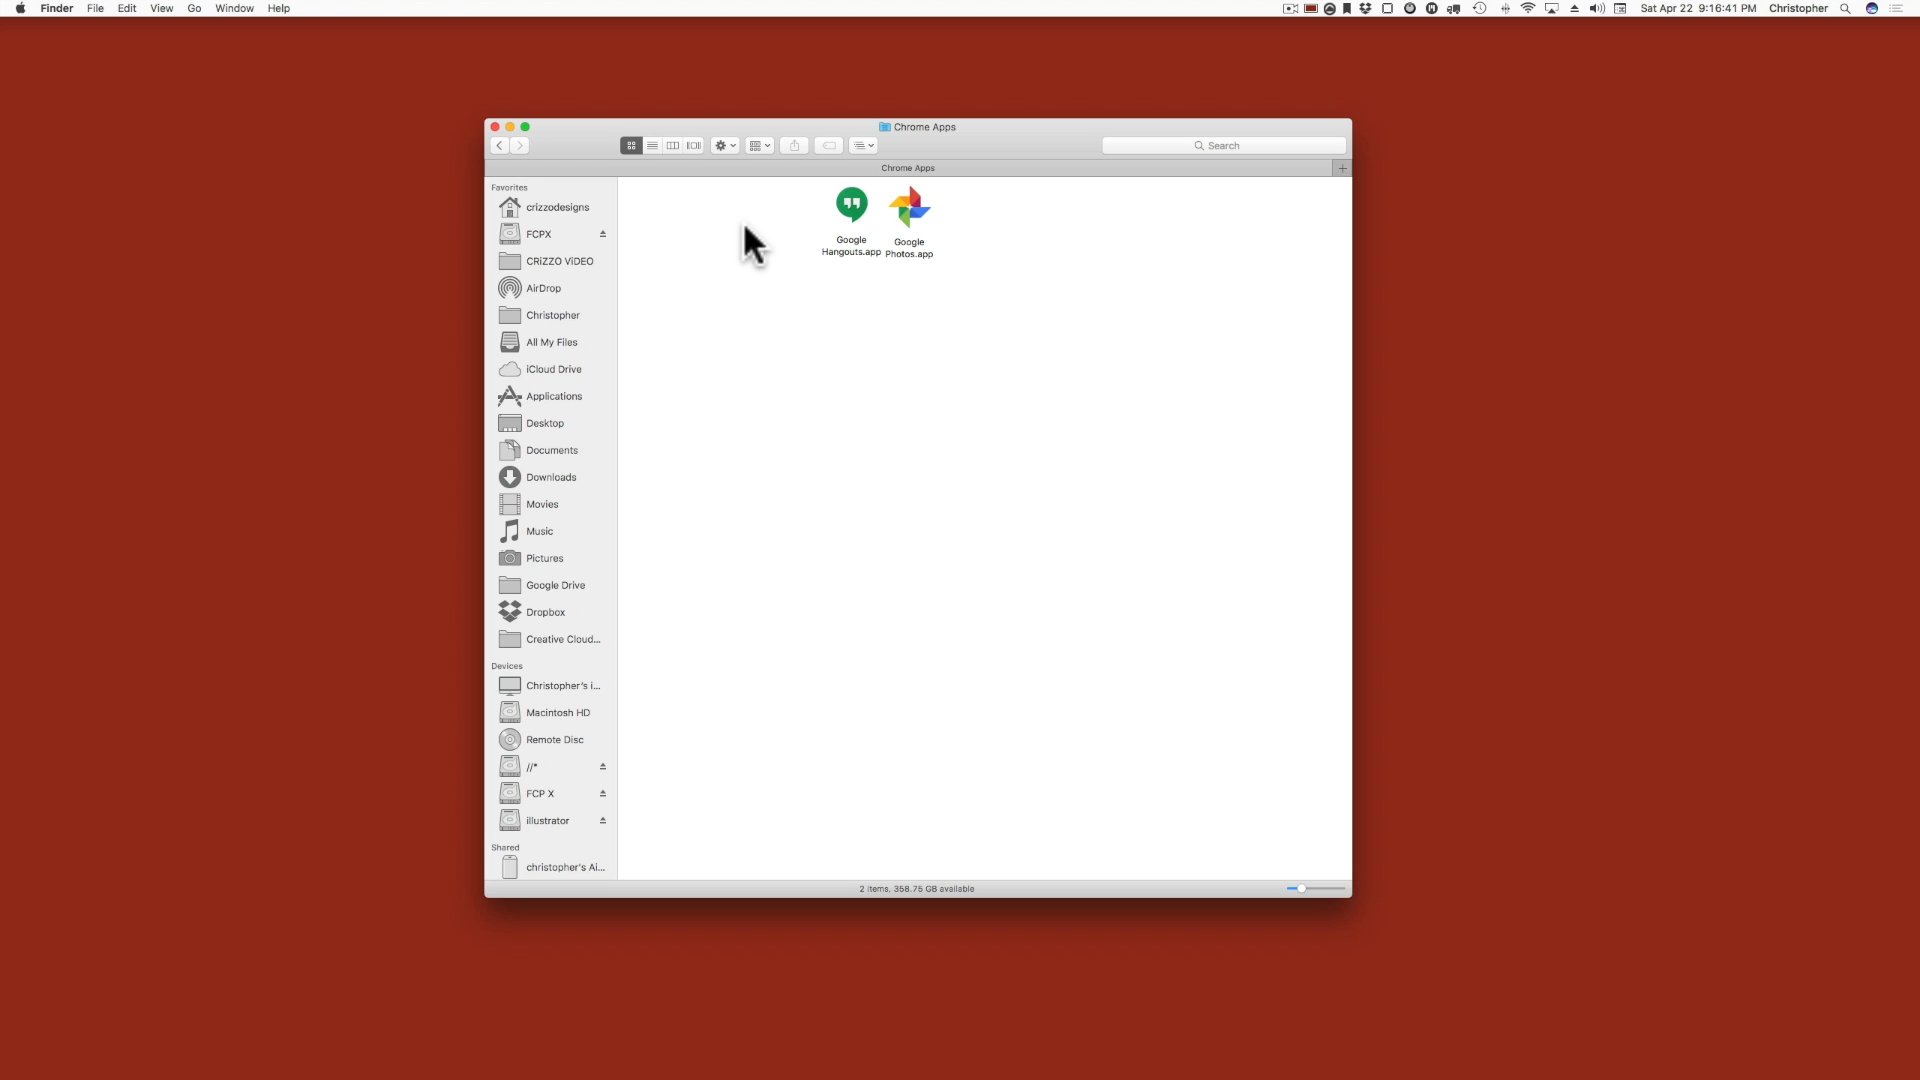 Finder File Edit View Go Window Help Sat Apr 22 9:16:41 PM Christopher
Chrome Apps
Search
Chrome Apps
Favorites
crizzodesigns
FCPX
CRiZZO ViDEO
AirDrop
Christopher
All My Files
iCloud Drive
Applications
Desktop
Documents
Downloads
Movies
Music
Pictures
Google Drive
Dropbox
Creative Cloud...
Devices
Christopher's i...
Macintosh HD
Remote Disc
//*
FCP X
illustrator
Shared
christopher's Ai...
Google
Hangouts.app
Google
Photos.app
2 items, 358.75 GB available